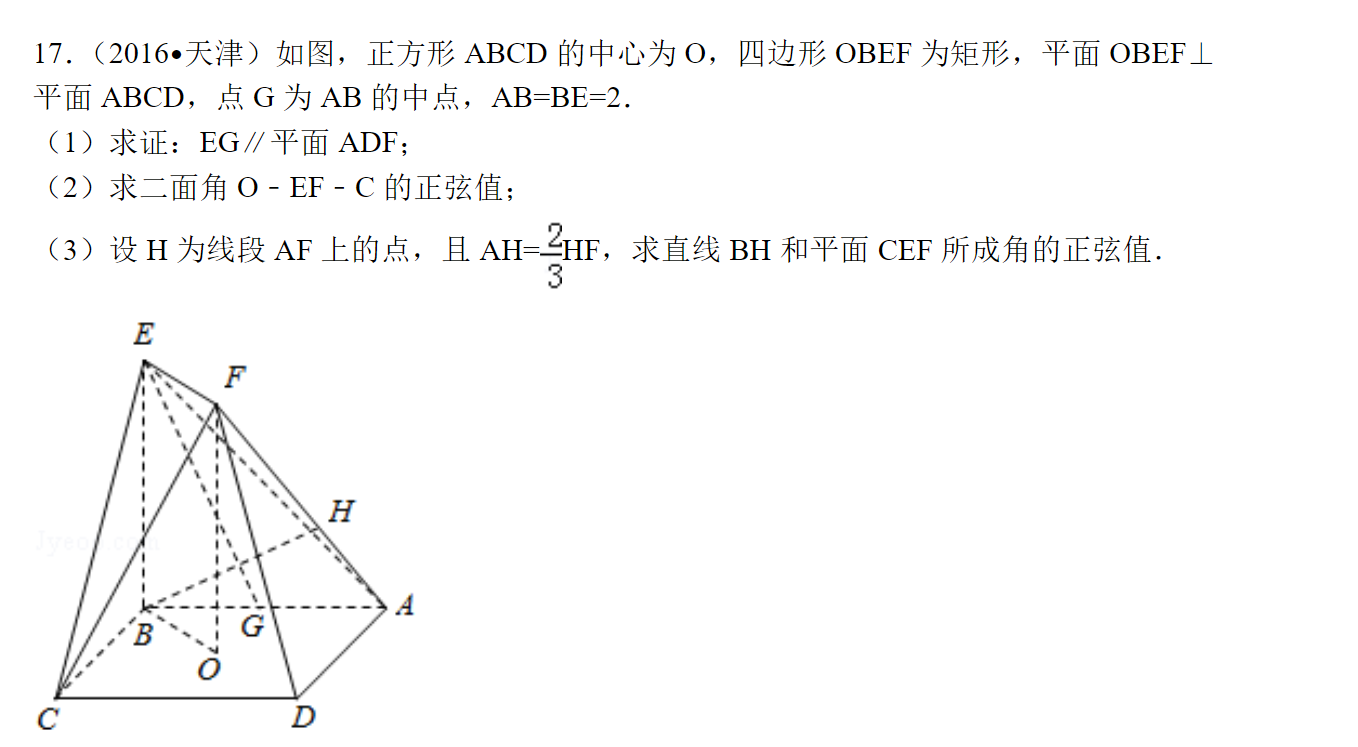 17.（2016•天津）如图，正方形 ABCD 的中心为 O，四边形 OBEF 为矩形，平面 OBEF⊥
平面 ABCD，点 G 为 AB 的中点，AB=BE=2．
（1）求证：EG∥平面 ADF；
（2）求二面角 O﹣EF﹣C 的正弦值；
（3）设 H 为线段 AF 上的点，且 AH=2/3HF，求直线 BH 和平面 CEF 所成角的正弦值．
E
F
H
A
B
G
O
C
D